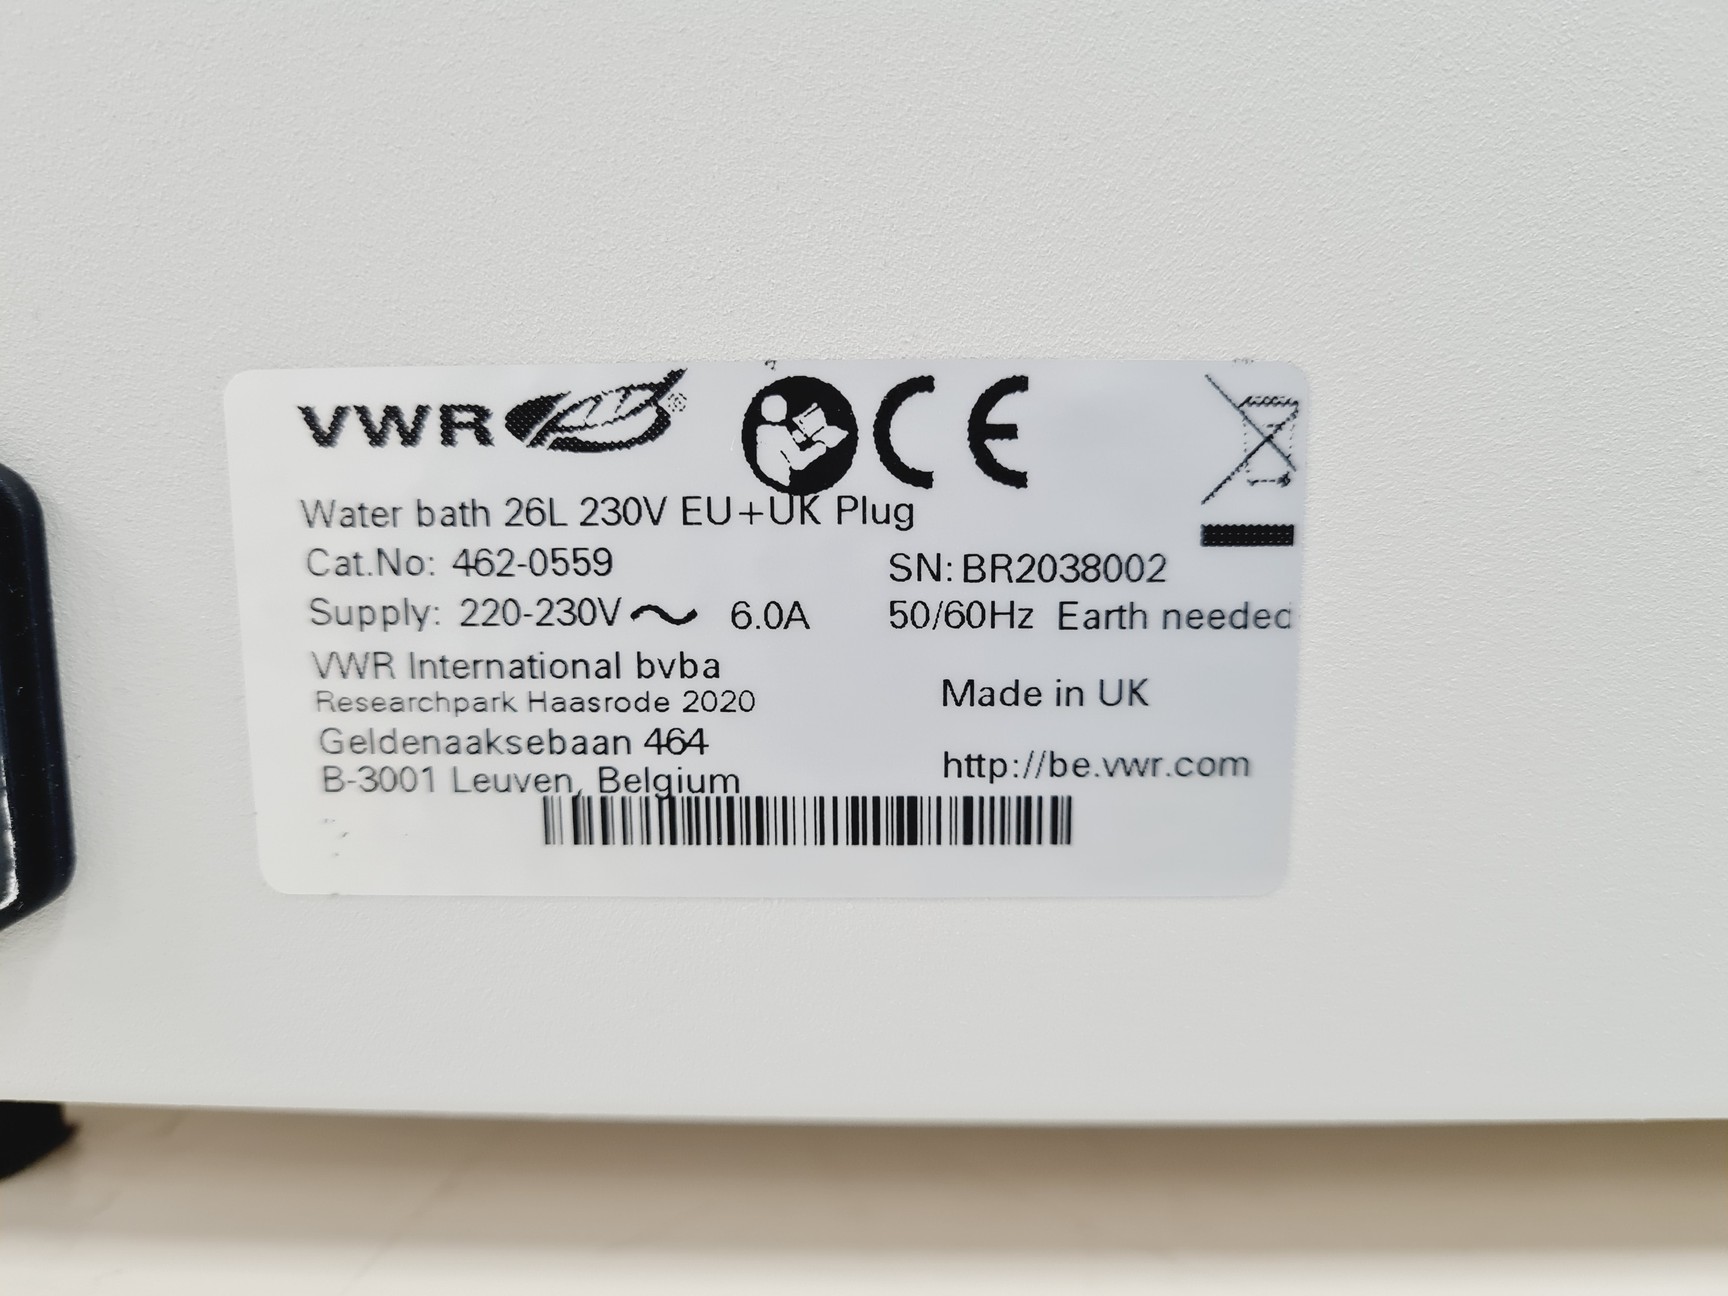 VWR ® CE
Water bath 26L 230V EU+UK Plug
Cat.No: 462-0559 SN: BR2038002
Supply: 220-230V ~ 6.0A 50/60Hz Earth needed
VWR International bvba
Researchpark Haasrode 2020
Made in UK
Geldenaaksebaan 464
http://be.vwr.com
B-3001 Leuven, Belgium